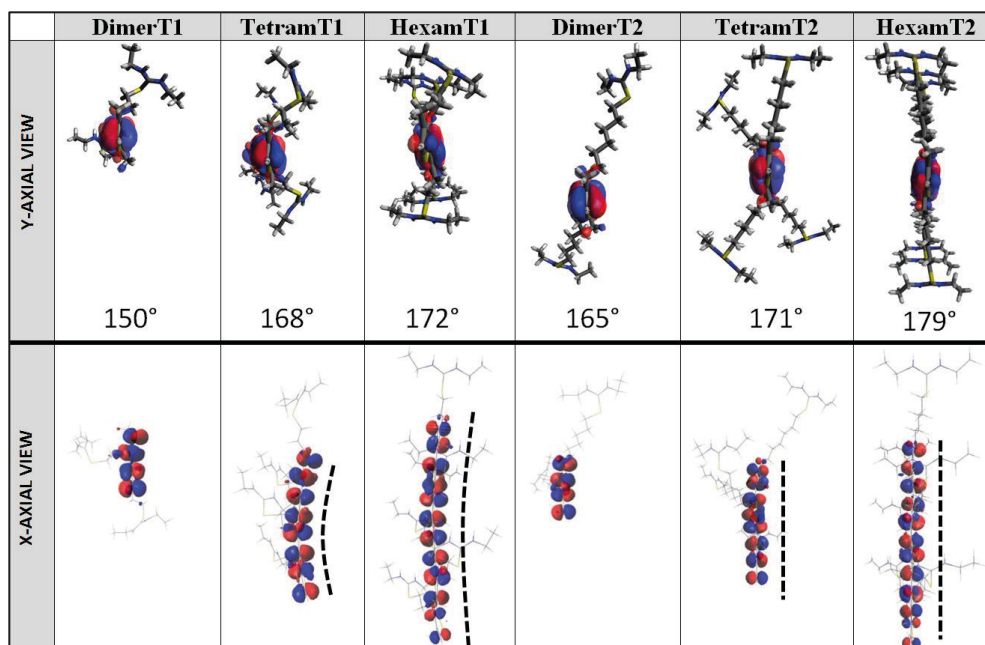 DimerT1 TetramT1 HexamT1 DimerT2 TetramT2 HexamT2
Y-AXIAL VIEW
150° 168° 172° 165° 171° 179°
X-AXIAL VIEW